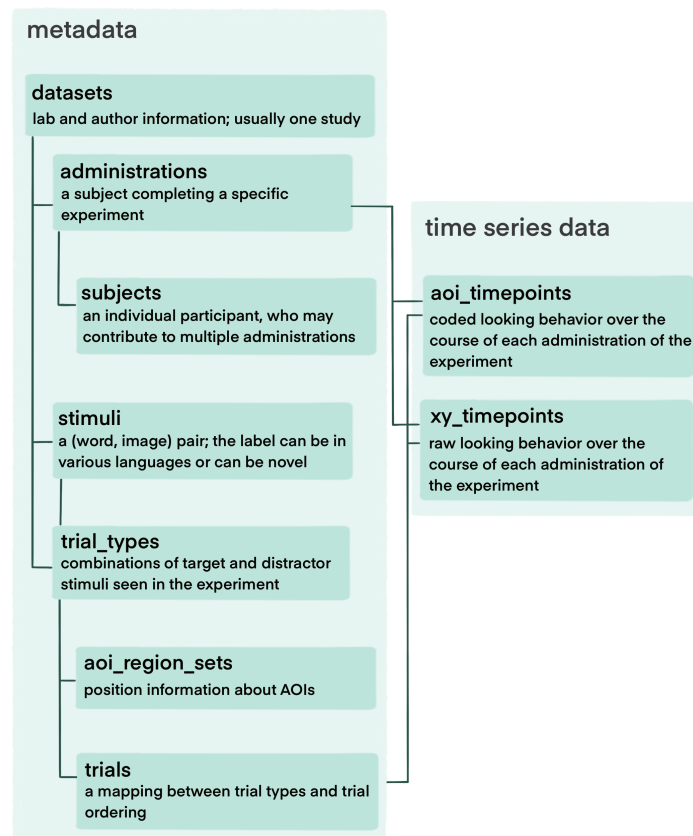 metadata
datasets
lab and author information; usually one study
administrations
a subject completing a specific
experiment
subjects
an individual participant, who may
contribute to multiple administrations
stimuli
a (word, image) pair; the label can be in
various languages or can be novel
trial_types
combinations of target and distractor
stimuli seen in the experiment
aoi_region_sets
position information about AOIs
trials
a mapping between trial types and trial
ordering
time series data
aoi_timepoints
coded looking behavior over the
course of each administration of the
experiment
xy_timepoints
raw looking behavior over the
course of each administration of
the experiment